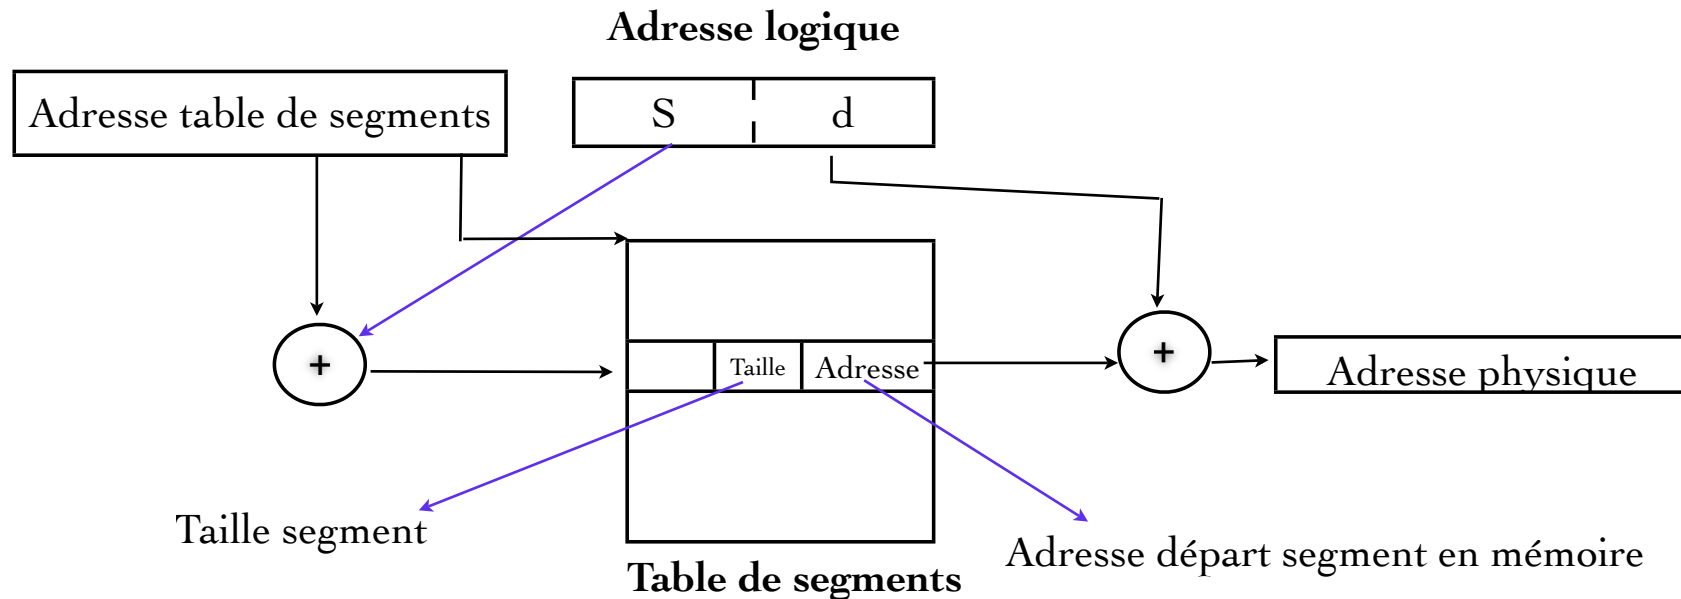 Adresse logique
Adresse table de segments
S
d
+
Taille
Adresse
+
Adresse physique
Taille segment
Adresse départ segment en mémoire
Table de segments